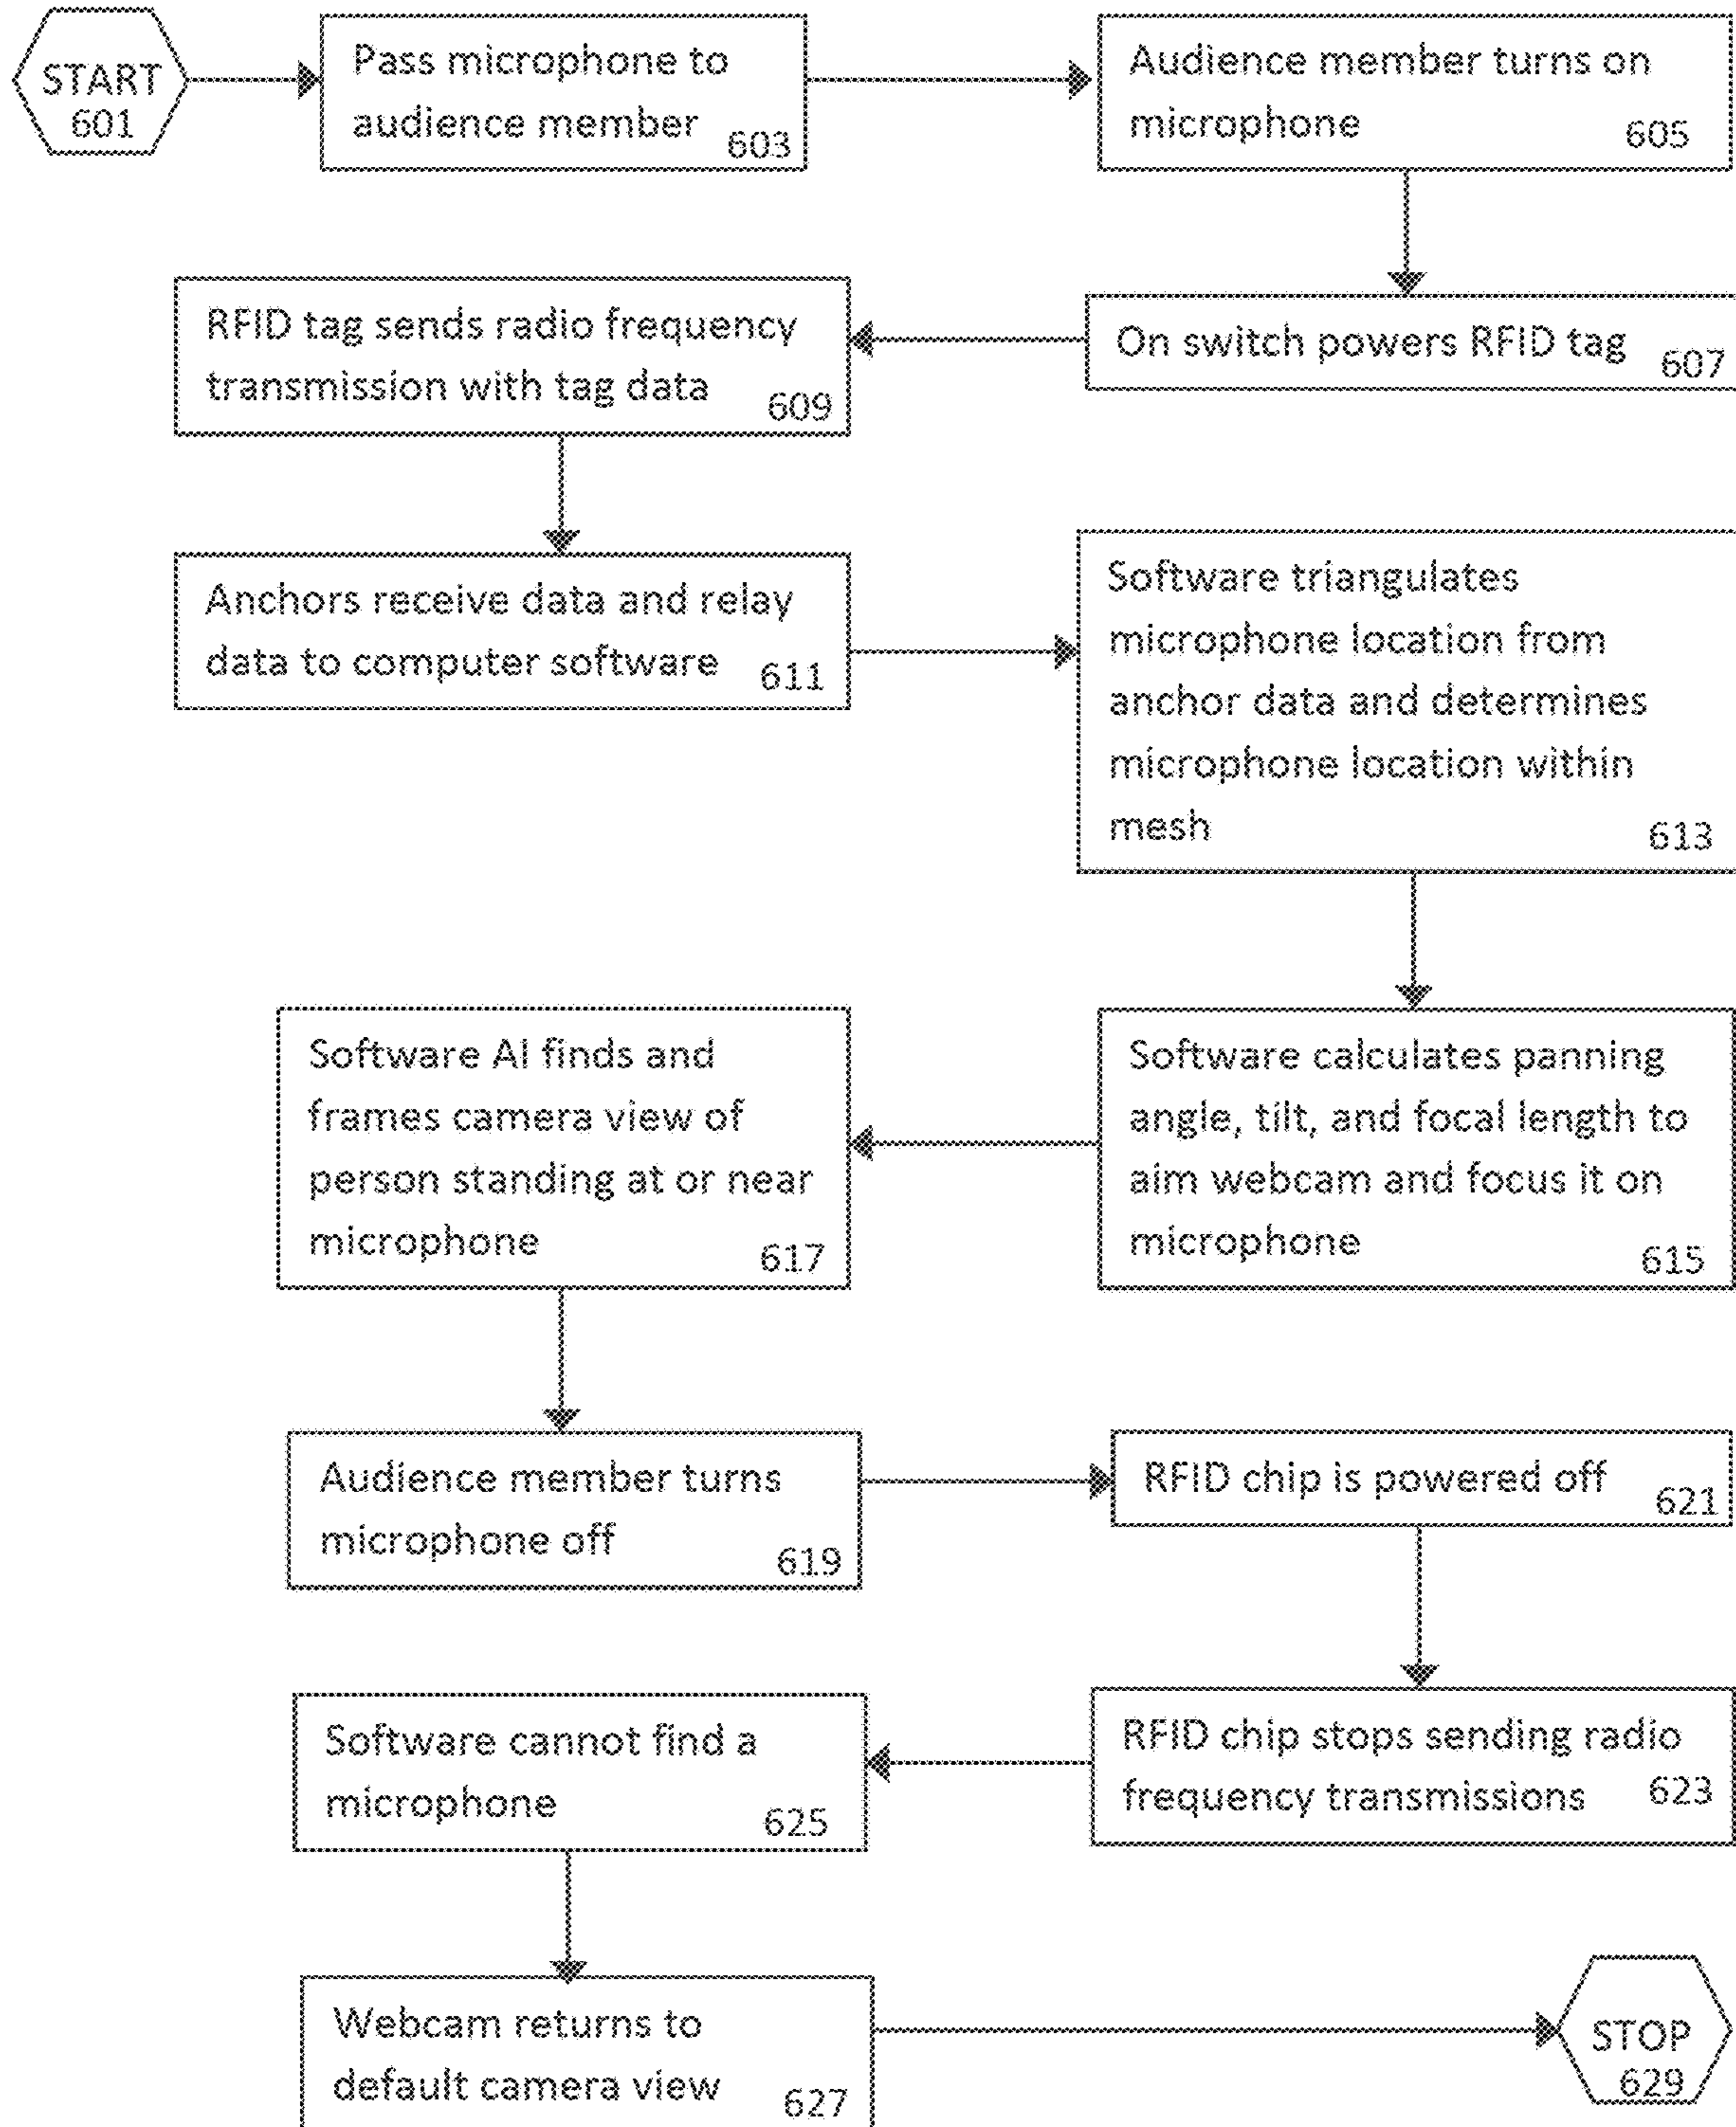 START
601
Pass microphone to
audience member
603
Audience member turns on
microphone
605
On switch powers RFID tag
607
RFID tag sends radio frequency
transmission with tag data
609
Anchors receive data and relay
data to computer software
611
Software triangulates
microphone location from
anchor data and determines
microphone location within
mesh
613
Software calculates panning
angle, tilt, and focal length to
aim webcam and focus it on
microphone
615
Software AI finds and
frames camera view of
person standing at or near
microphone
617
Audience member turns
microphone off
619
RFID chip is powered off
621
RFID chip stops sending radio
frequency transmissions
623
Software cannot find a
microphone
625
Webcam returns to
default camera view
627
STOP
629